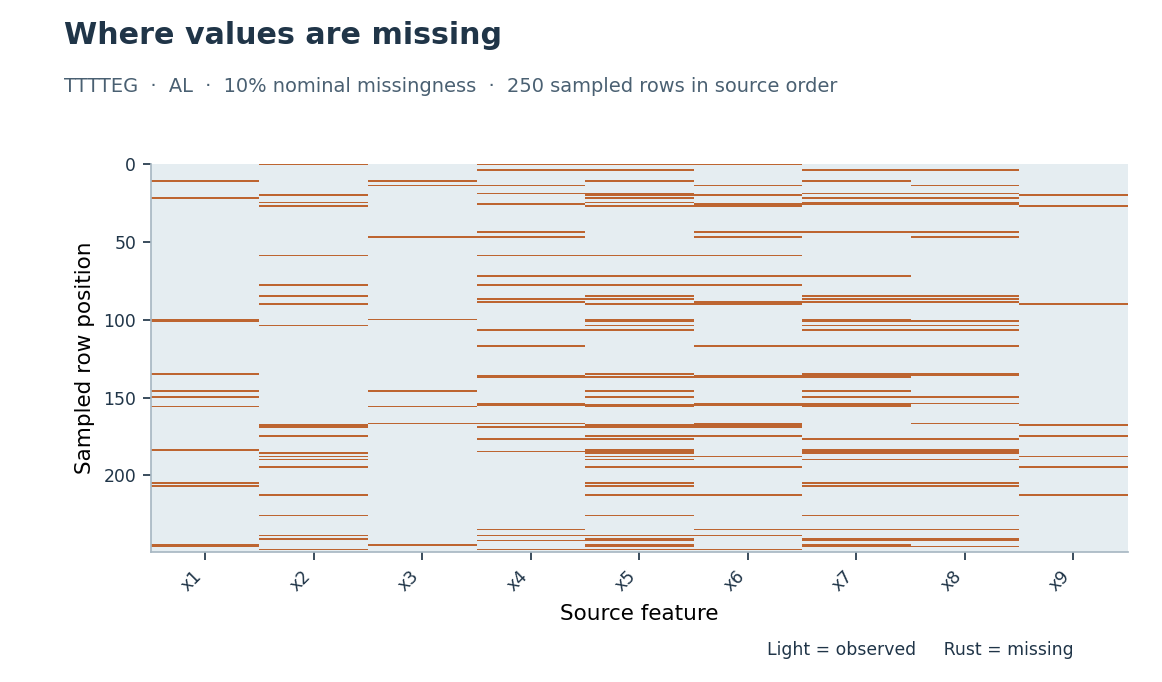 Where values are missing
TTTTEG · AL · 10% nominal missingness · 250 sampled rows in source order
0
50
100
150
200
Sampled row position
x1 x2 x3 x4 x5 x6 x7 x8 x9
Source feature
Light = observed Rust = missing